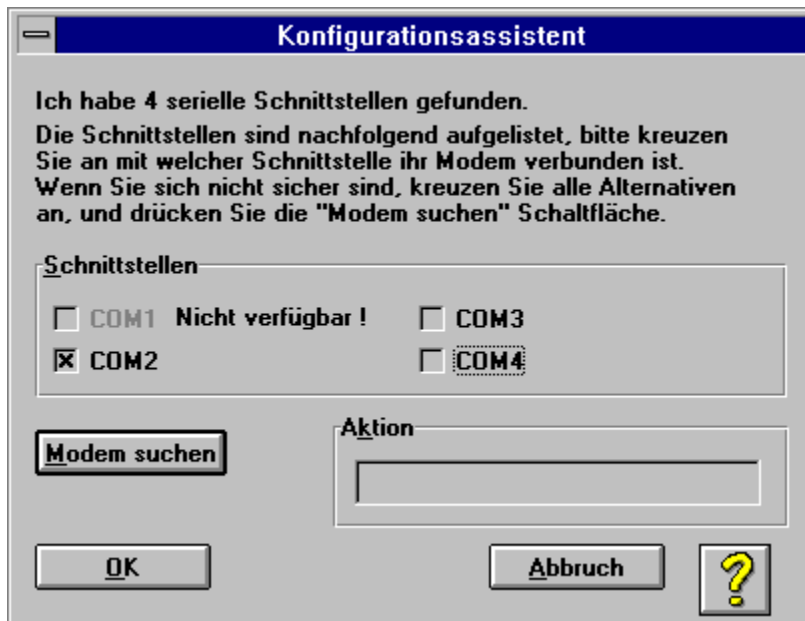 Konfigurationsassistent
Ich habe 4 serielle Schnittstellen gefunden.
Die Schnittstellen sind nachfolgend aufgelistet, bitte kreuzen
Sie an mit welcher Schnittstelle ihr Modem verbunden ist.
Wenn Sie sich nicht sicher sind, kreuzen Sie alle Alternativen
an, und drücken Sie die "Modem suchen" Schaltfläche.
Schnittstellen
COM1 Nicht verfügbar ! COM3
COM2 COM4
Modem suchen
Aktion
OK
Abbruch
?